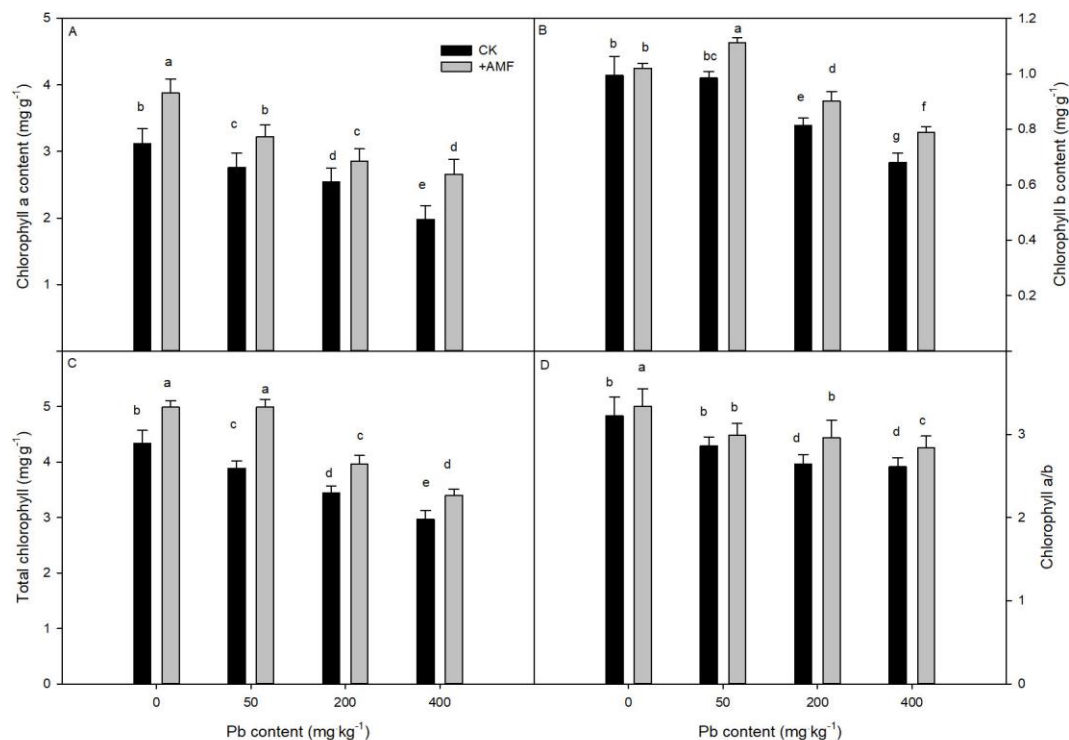 A
CK
+AMF
5
4
3
2
1
Chlorophyll a content (mg g⁻¹)
b
a
c
b
d
c
e
d
B
1.2
1.0
0.8
0.6
0.4
0.2
Chlorophyll b content (mg g⁻¹)
b
b
bc
a
e
d
g
f
C
5
4
3
2
1
0
Total chlorophyll (mg g⁻¹)
b
a
c
a
d
c
e
d
0
50
200
400
Pb content (mg kg⁻¹)
D
3
2
1
0
Chlorophyll a/b
b
a
b
b
d
b
d
c
0
50
200
400
Pb content (mg kg⁻¹)